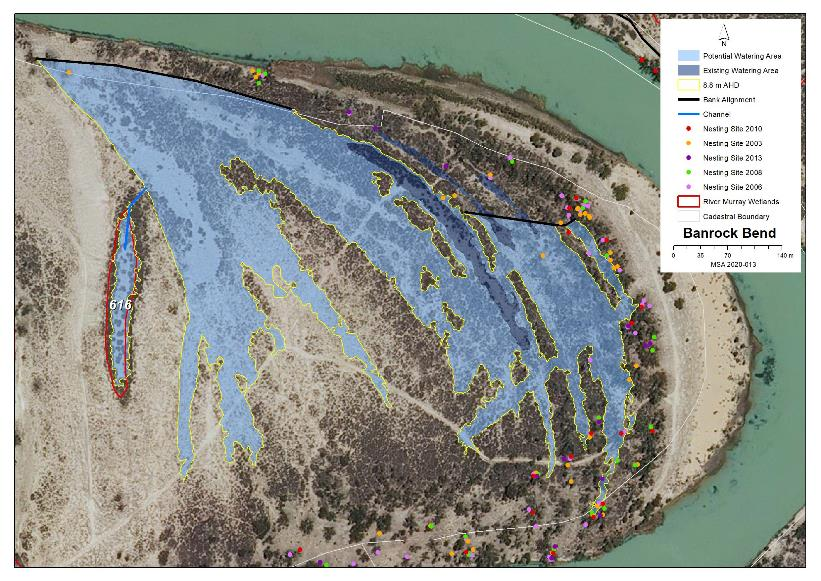 N
Potential Watering Area
Existing Watering Area
8.8 m AHD
Bank Alignment
Channel
Nesting Site 2010
Nesting Site 2003
Nesting Site 2013
Nesting Site 2008
Nesting Site 2006
River Murray Wetlands
Cadastral Boundary
Banrock Bend
0 35 70 140 m
MSA 2020-013
616